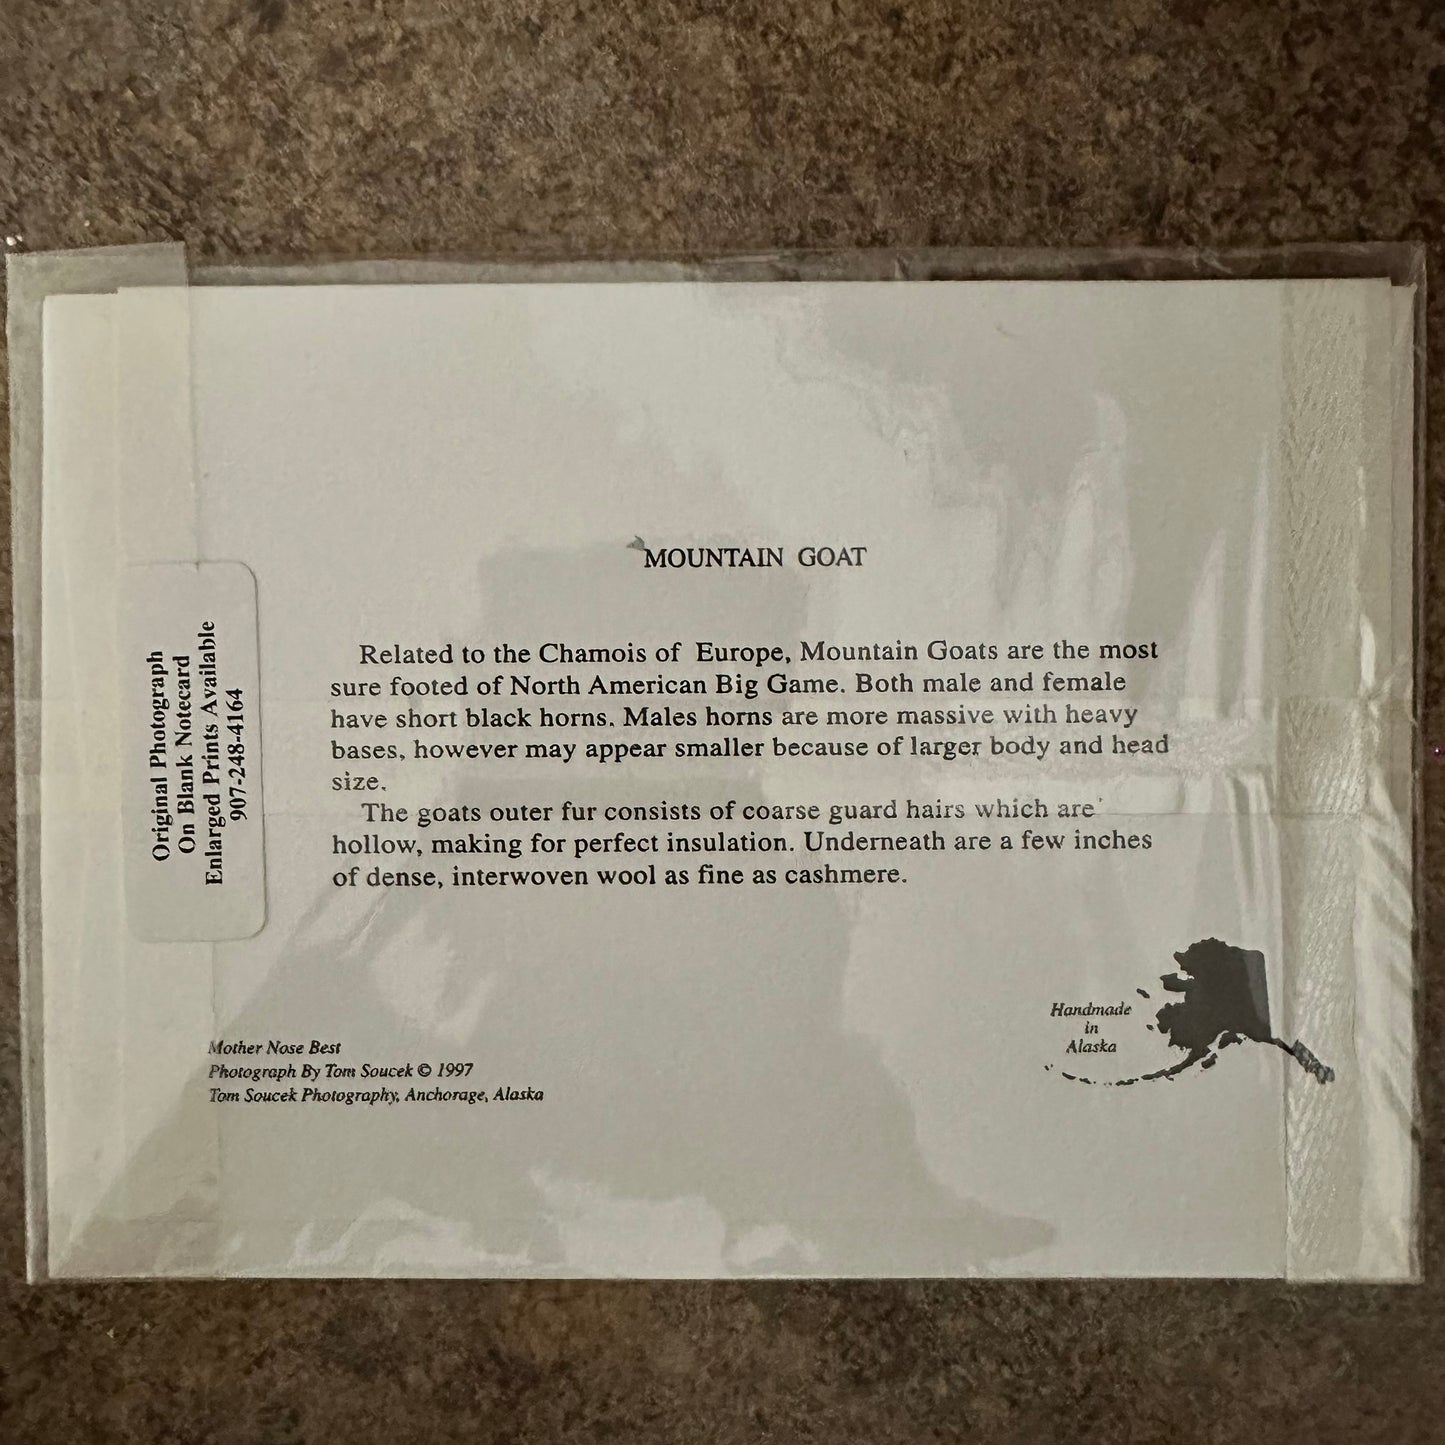 MOUNTAIN GOAT
Related to the Chamois of Europe, Mountain Goats are the most
sure footed of North American Big Game. Both male and female
have short black horns. Males horns are more massive with heavy
bases, however may appear smaller because of larger body and head
size.
The goats outer fur consists of coarse guard hairs which are
hollow, making for perfect insulation. Underneath are a few inches
of dense, interwoven wool as fine as cashmere.
Original Photograph
On Blank Notecard
Enlarged Prints Available
907-248-4164
Handmade
in
Alaska
Mother Nose Best
Photograph By Tom Soucek © 1997
Tom Soucek Photography, Anchorage, Alaska